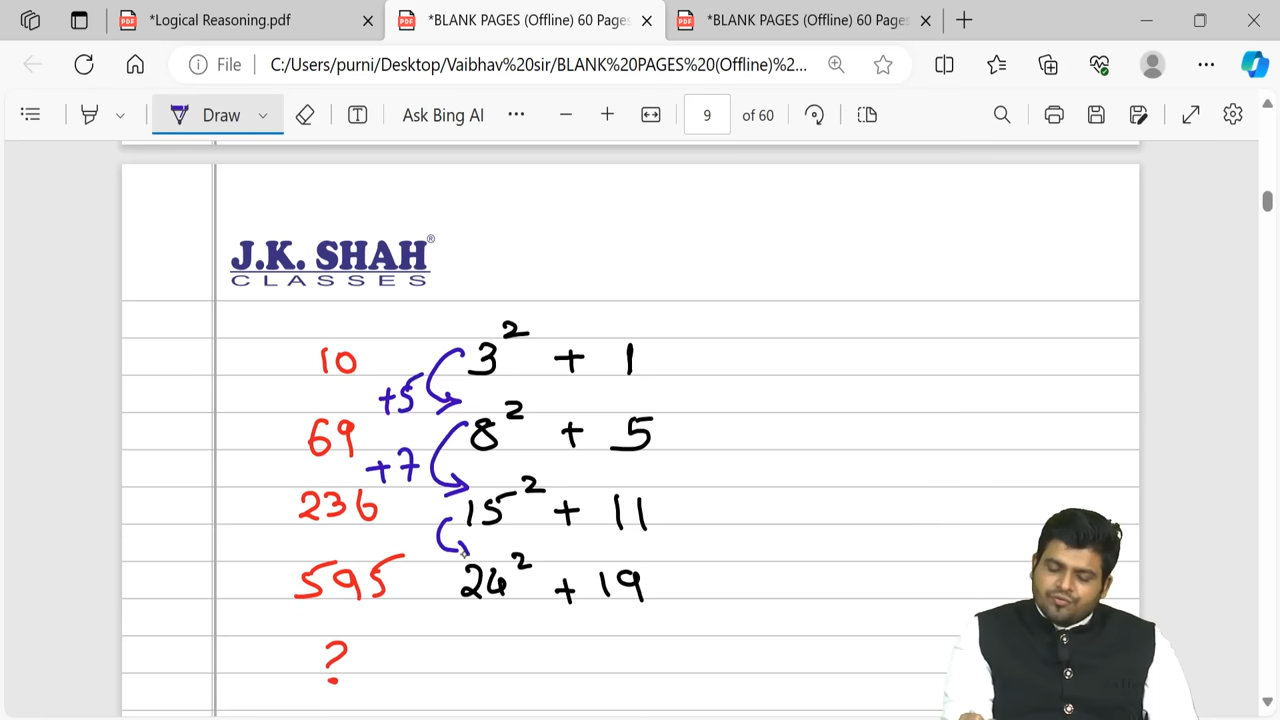 *Logical Reasoning.pdf
*BLANK PAGES (Offline) 60 Pages
*BLANK PAGES (Offline) 60 Pages
File C:/Users/purni/Desktop/Vaibhav%20sir/BLANK%20PAGES%20(Offline)%2...
Draw Ask Bing AI 9 of 60
J.K. SHAH®
CLASSES
10 3² + 1
+5
69 8² + 5
+7
236 15² + 11
595 24² + 19
?